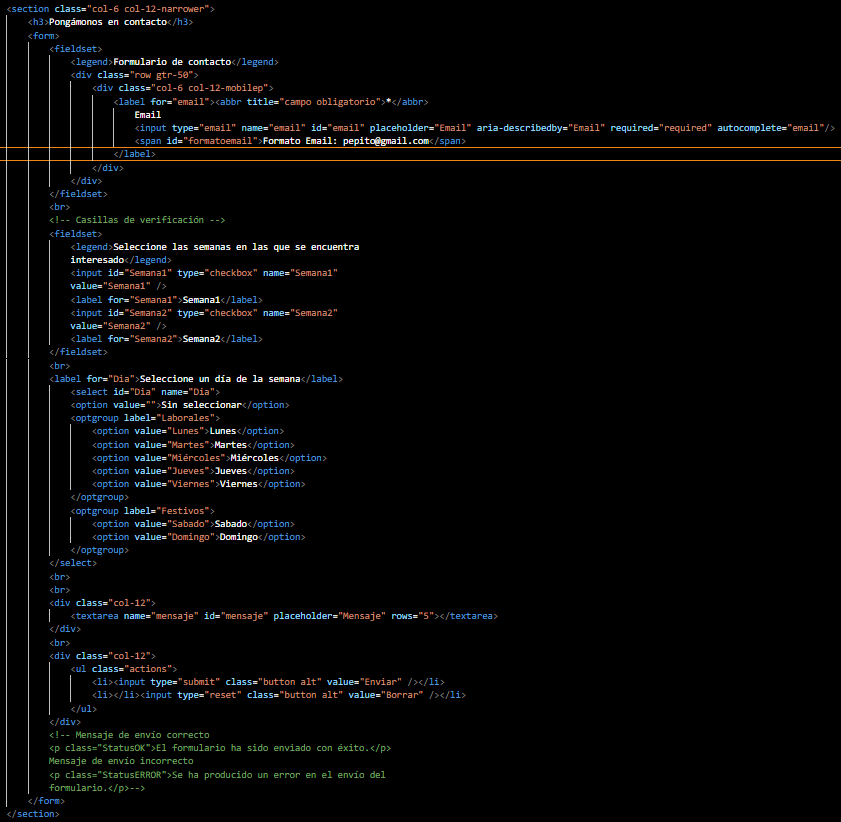 <section class="col-6 col-12-narrower">
<h3>Pongámonos en contacto</h3>
<form>
<fieldset>
<legend>Formulario de contacto</legend>
<div class="row gtr-50">
<div class="col-6 col-12-mobilep">
<label for="email"><abbr title="campo obligatorio">*</abbr>
Email
<input type="email" name="email" id="email" placeholder="Email" aria-describedby="Email" required="required" autocomplete="email"/>
<span id="formatoemail">Formato Email: pepito@gmail.com</span>
</label>
</div>
</div>
</fieldset>
<br>
<!-- Casillas de verificación -->
<fieldset>
<legend>Seleccione las semanas en las que se encuentra
interesado</legend>
<input id="Semana1" type="checkbox" name="Semana1"
value="Semana1" />
<label for="Semana1">Semana1</label>
<input id="Semana2" type="checkbox" name="Semana2"
value="Semana2" />
<label for="Semana2">Semana2</label>
</fieldset>
<br>
<label for="Dia">Seleccione un día de la semana</label>
<select id="Dia" name="Dia">
<option value="">Sin seleccionar</option>
<optgroup label="Laborales">
<option value="Lunes">Lunes</option>
<option value="Martes">Martes</option>
<option value="Miércoles">Miércoles</option>
<option value="Jueves">Jueves</option>
<option value="Viernes">Viernes</option>
</optgroup>
<optgroup label="Festivos">
<option value="Sabado">Sabado</option>
<option value="Domingo">Domingo</option>
</optgroup>
</select>
<br>
<br>
<div class="col-12">
<textarea name="mensaje" id="mensaje" placeholder="Mensaje" rows="5"></textarea>
</div>
<br>
<div class="col-12">
<ul class="actions">
<li><input type="submit" class="button alt" value="Enviar" /></li>
<li></li><input type="reset" class="button alt" value="Borrar" /></li>
</ul>
</div>
<!-- Mensaje de envío correcto
<p class="StatusOK">El formulario ha sido enviado con éxito.</p>
Mensaje de envío incorrecto
<p class="StatusERROR">Se ha producido un error en el envío del
formulario.</p>-->
</form>
</section>